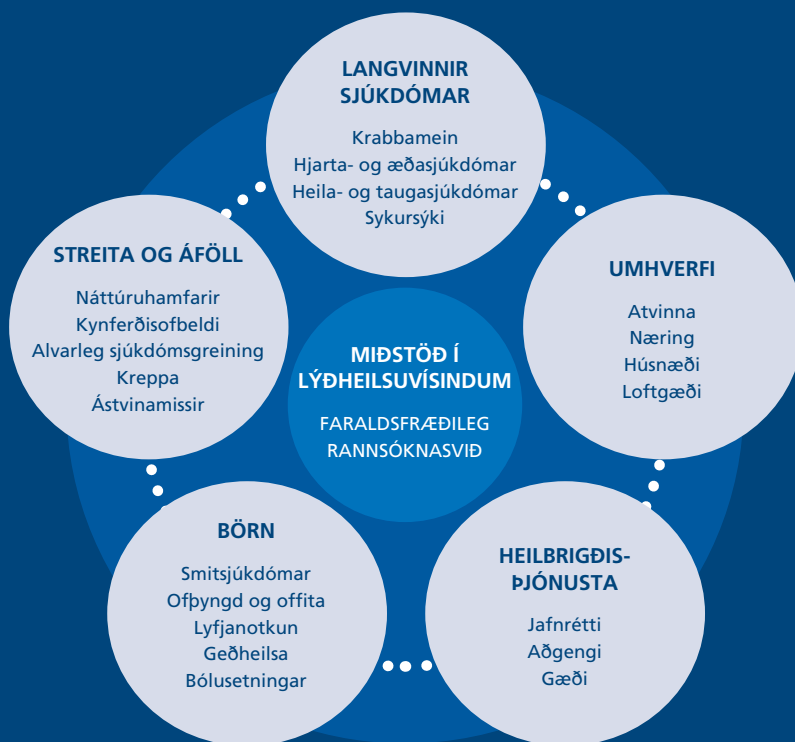 LANGVINNIR
SJÚKDÓMAR
Krabbamein
Hjarta- og æðasjúkdómar
Heila- og taugasjúkdómar
Sykursýki
STREITA OG ÁFÖLL
Náttúruhamfarir
Kynferðisofbeldi
Alvarleg sjúkdómsgreining
Kreppa
Ástvinamissir
UMHVERFI
Atvinna
Næring
Húsnæði
Loftgæði
MIÐSTÖÐ Í
LÝÐHEILSUVÍSINDUM
FARALDSFRÆÐILEG
RANNSÓKNASVIÐ
BÖRN
Smitsjúkdómar
Ofþyngd og offita
Lyfjanotkun
Geðheilsa
Bólusetningar
HEILBRIGÐIS-
ÞJÓNUSTA
Jafnrétti
Aðgengi
Gæði